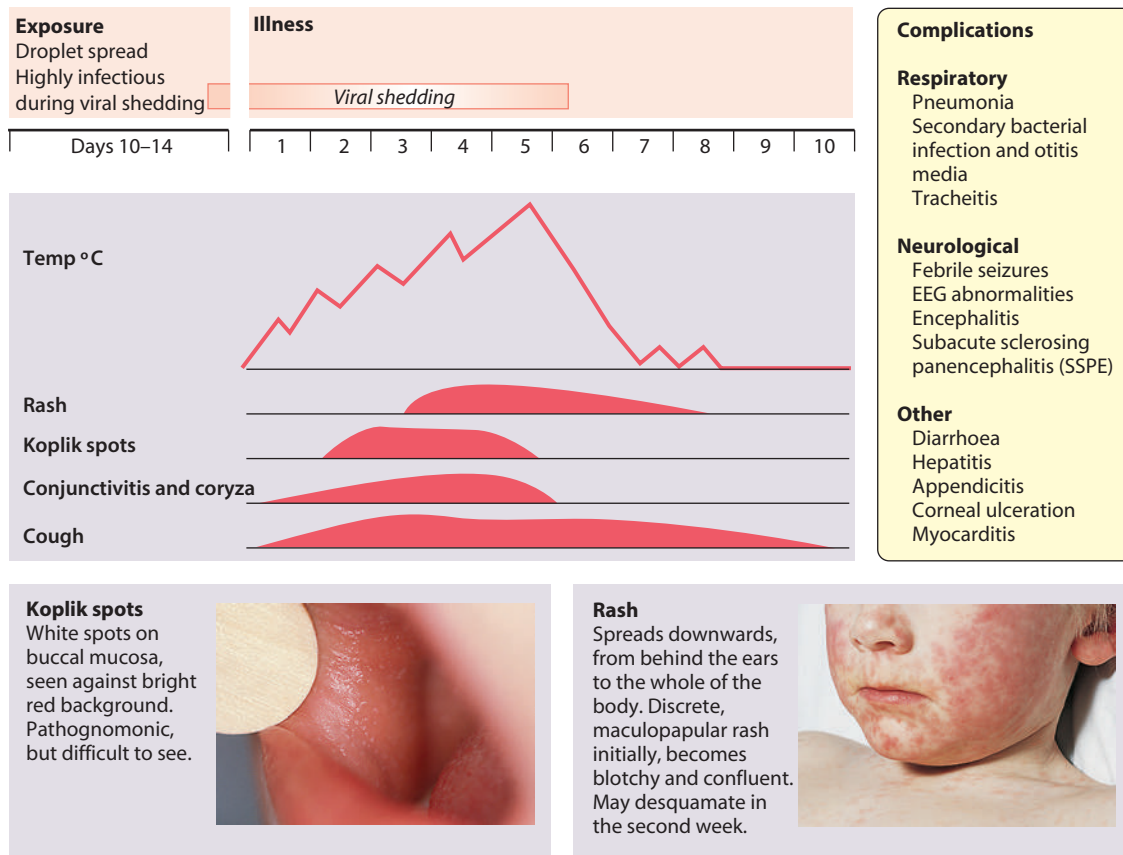 Exposure
Droplet spread
Highly infectious
during viral shedding
Illness
Viral shedding
Days 10–14
1 2 3 4 5 6 7 8 9 10
Temp °C
Rash
Koplik spots
Conjunctivitis and coryza
Cough
Complications
Respiratory
Pneumonia
Secondary bacterial
infection and otitis
media
Tracheitis
Neurological
Febrile seizures
EEG abnormalities
Encephalitis
Subacute sclerosing
panencephalitis (SSPE)
Other
Diarrhoea
Hepatitis
Appendicitis
Corneal ulceration
Myocarditis
Koplik spots
White spots on
buccal mucosa,
seen against bright
red background.
Pathognomonic,
but difficult to see.
Rash
Spreads downwards,
from behind the ears
to the whole of the
body. Discrete,
maculopapular rash
initially, becomes
blotchy and confluent.
May desquamate in
the second week.